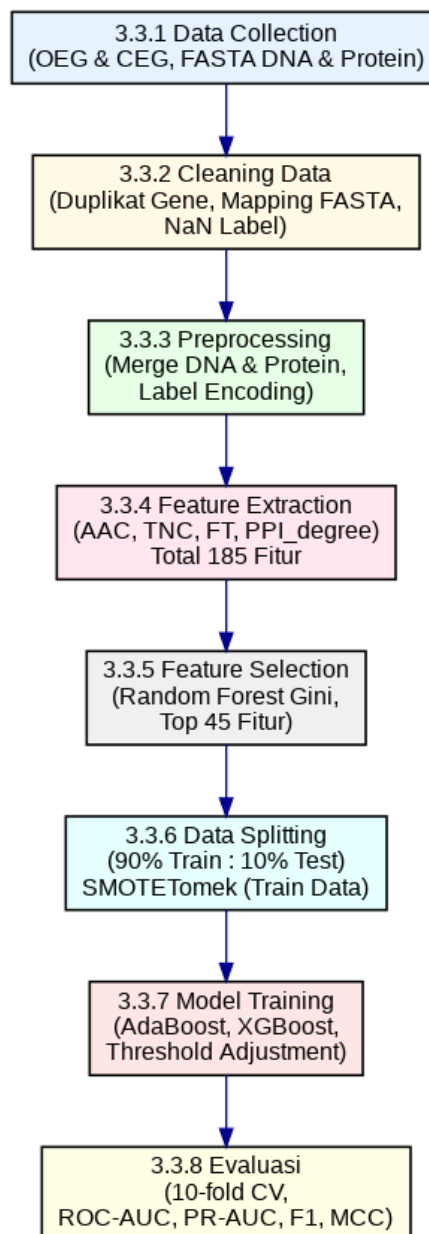 3.3.1 Data Collection
(OEG & CEG, FASTA DNA & Protein)
3.3.2 Cleaning Data
(Duplikat Gene, Mapping FASTA,
NaN Label)
3.3.3 Preprocessing
(Merge DNA & Protein,
Label Encoding)
3.3.4 Feature Extraction
(AAC, TNC, FT, PPI_degree)
Total 185 Fitur
3.3.5 Feature Selection
(Random Forest Gini,
Top 45 Fitur)
3.3.6 Data Splitting
(90% Train : 10% Test)
SMOTETomek (Train Data)
3.3.7 Model Training
(AdaBoost, XGBoost,
Threshold Adjustment)
3.3.8 Evaluasi
(10-fold CV,
ROC-AUC, PR-AUC, F1, MCC)